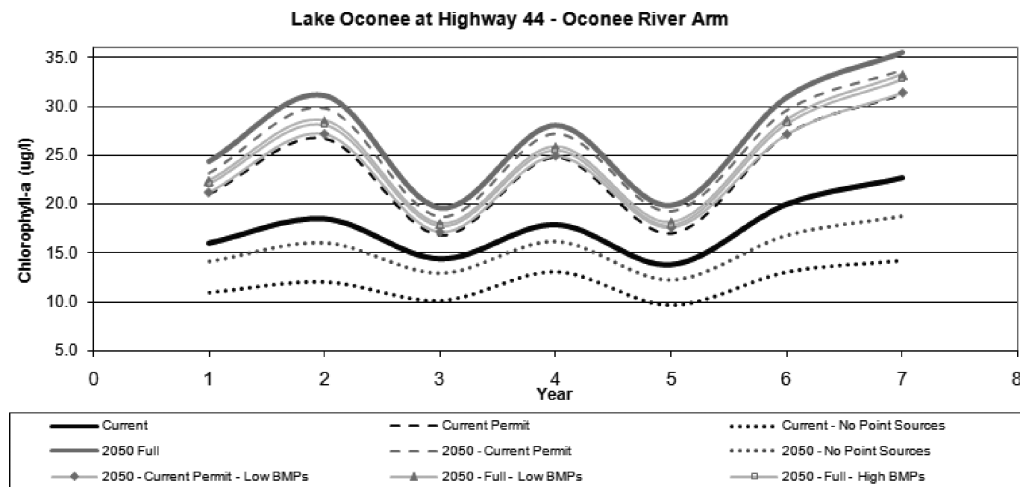 Lake Oconee at Highway 44 - Oconee River Arm
Chlorophyll-a (ug/l)
35.0
30.0
25.0
20.0
15.0
10.0
5.0
0 1 2 3 4 5 6 7 8
Year
Current Current Permit Current - No Point Sources
2050 Full 2050 - Current Permit 2050 - No Point Sources
2050 - Current Permit - Low BMPs 2050 - Full - Low BMPs 2050 - Full - High BMPs